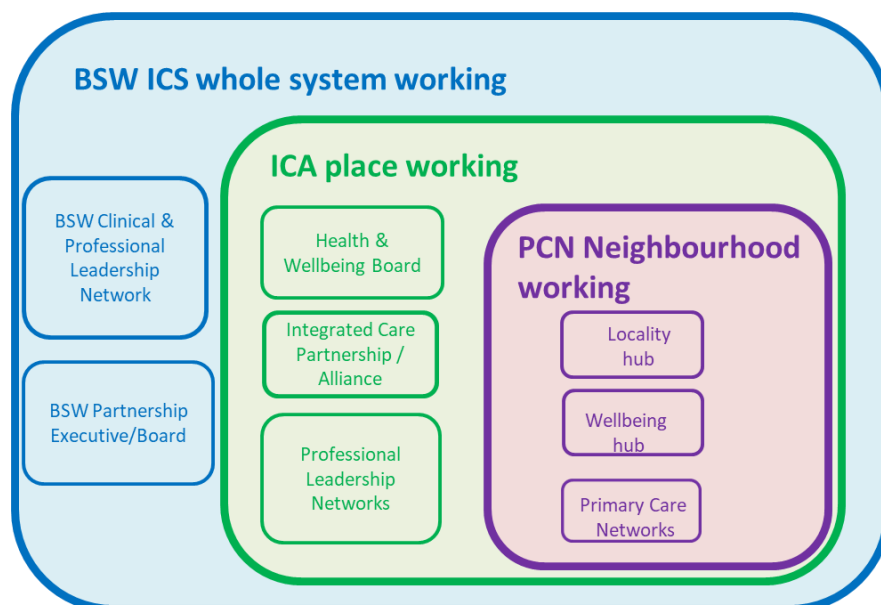 BSW ICS whole system working
BSW Clinical &
Professional
Leadership
Network
BSW Partnership
Executive/Board
ICA place working
Health &
Wellbeing Board
Integrated Care
Partnership /
Alliance
Professional
Leadership
Networks
PCN Neighbourhood
working
Locality
hub
Wellbeing
hub
Primary Care
Networks